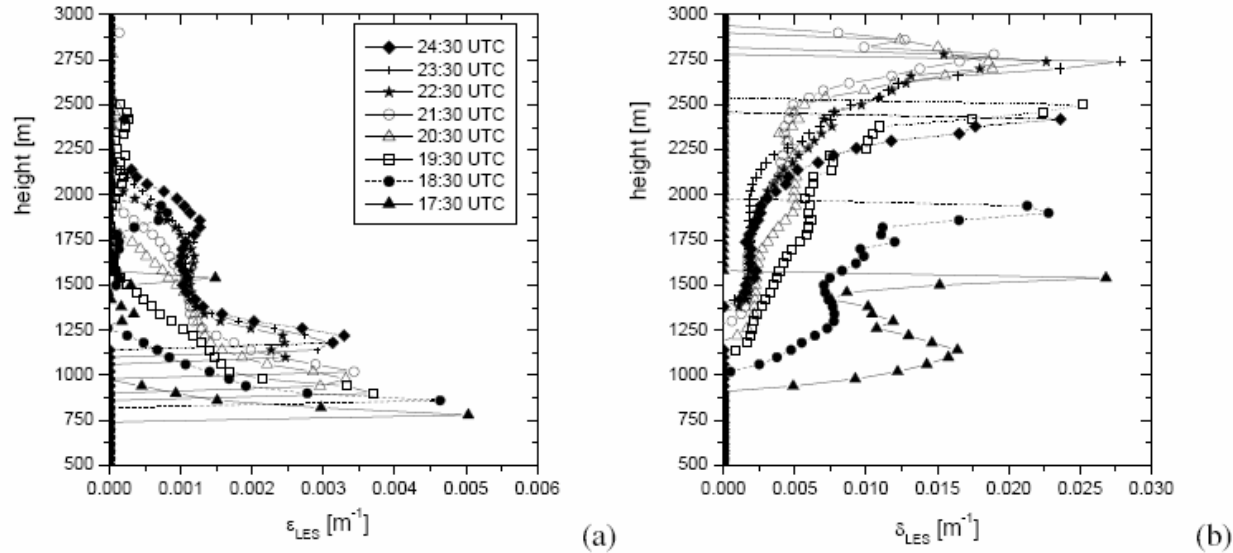 3000
2750
2500
2250
2000
1750
1500
1250
1000
750
500
height [m]
0.000 0.001 0.002 0.003 0.004 0.005 0.006
ε_LES [m⁻¹]
24:30 UTC
23:30 UTC
22:30 UTC
21:30 UTC
20:30 UTC
19:30 UTC
18:30 UTC
17:30 UTC
(a)
3000
2750
2500
2250
2000
1750
1500
1250
1000
750
500
height [m]
0.000 0.005 0.010 0.015 0.020 0.025 0.030
δ_LES [m⁻¹]
(b)